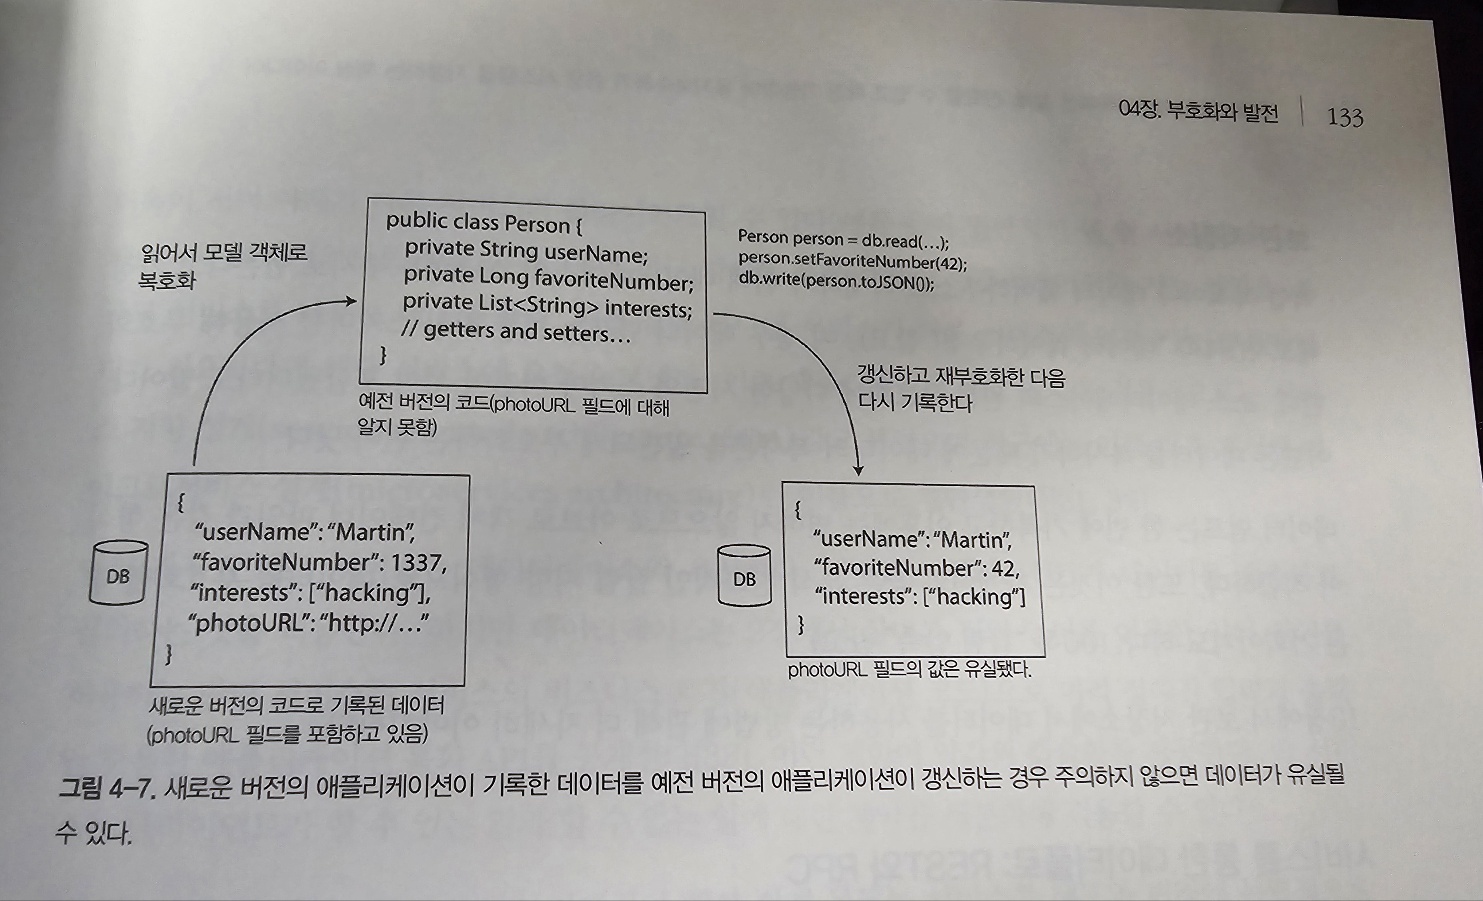 04장. 부호화와 발전 | 133
읽어서 모델 객체로
복호화
public class Person {
private String userName;
private Long favoriteNumber;
private List<String> interests;
// getters and setters…
}
예전 버전의 코드(photoURL 필드에 대해
알지 못함)
Person person = db.read(…);
person.setFavoriteNumber(42);
db.write(person.toJSON());
갱신하고 재부호화한 다음
다시 기록한다
DB
{
“userName”: “Martin”,
“favoriteNumber”: 1337,
“interests”: [“hacking”],
“photoURL”: “http://…”
}
새로운 버전의 코드로 기록된 데이터
(photoURL 필드를 포함하고 있음)
DB
{
“userName”: “Martin”,
“favoriteNumber”: 42,
“interests”: [“hacking”]
}
photoURL 필드의 값은 유실됐다.
그림 4-7. 새로운 버전의 애플리케이션이 기록한 데이터를 예전 버전의 애플리케이션이 갱신하는 경우 주의하지 않으면 데이터가 유실될
수 있다.